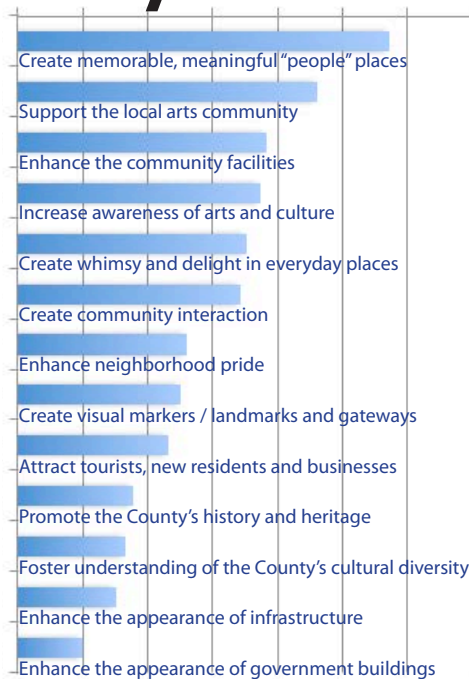 Create memorable, meaningful “people” places
Support the local arts community
Enhance the community facilities
Increase awareness of arts and culture
Create whimsy and delight in everyday places
Create community interaction
Enhance neighborhood pride
Create visual markers / landmarks and gateways
Attract tourists, new residents and businesses
Promote the County’s history and heritage
Foster understanding of the County’s cultural diversity
Enhance the appearance of infrastructure
Enhance the appearance of government buildings